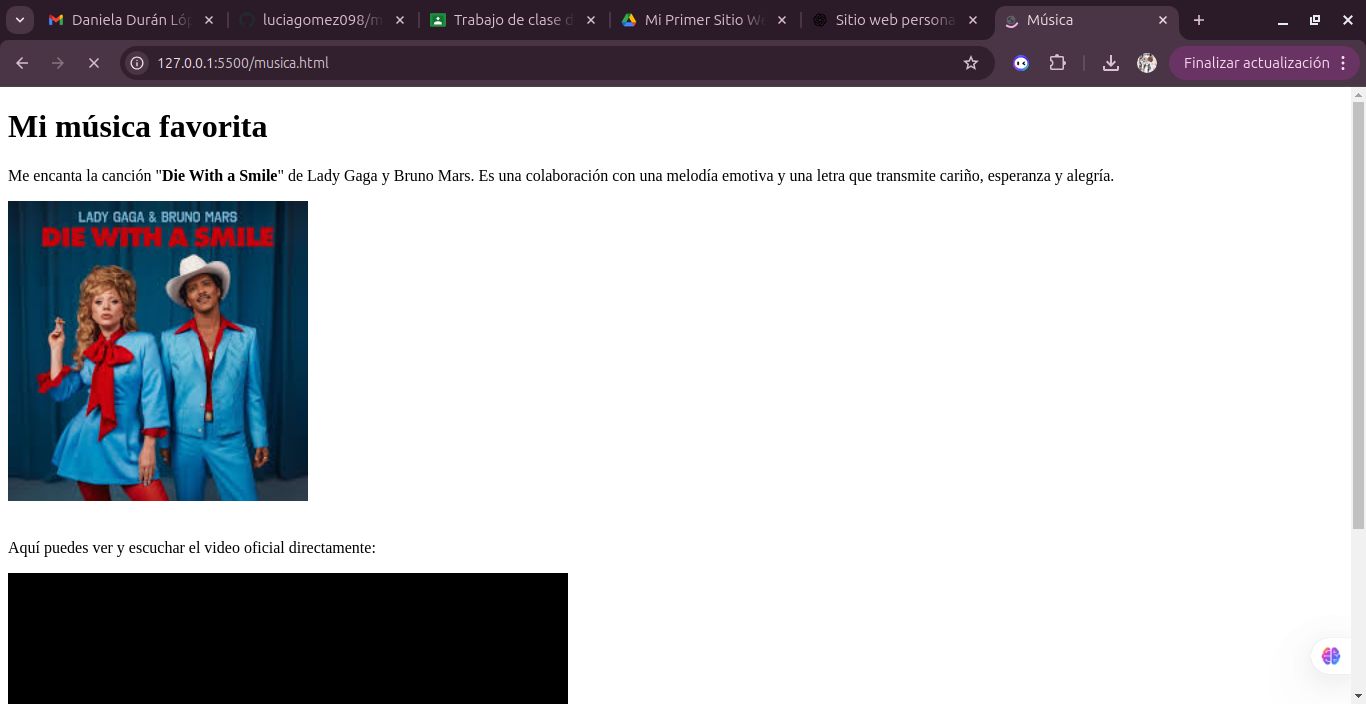 Daniela Durán Lóp
luciagomez098/m
Trabajo de clase d
Mi Primer Sitio We
Sitio web persona
Música
127.0.0.1:5500/musica.html
Finalizar actualización
Mi música favorita
Me encanta la canción "Die With a Smile" de Lady Gaga y Bruno Mars. Es una colaboración con una melodía emotiva y una letra que transmite cariño, esperanza y alegría.
LADY GAGA & BRUNO MARS
DIE WITH A SMILE
Aquí puedes ver y escuchar el video oficial directamente: